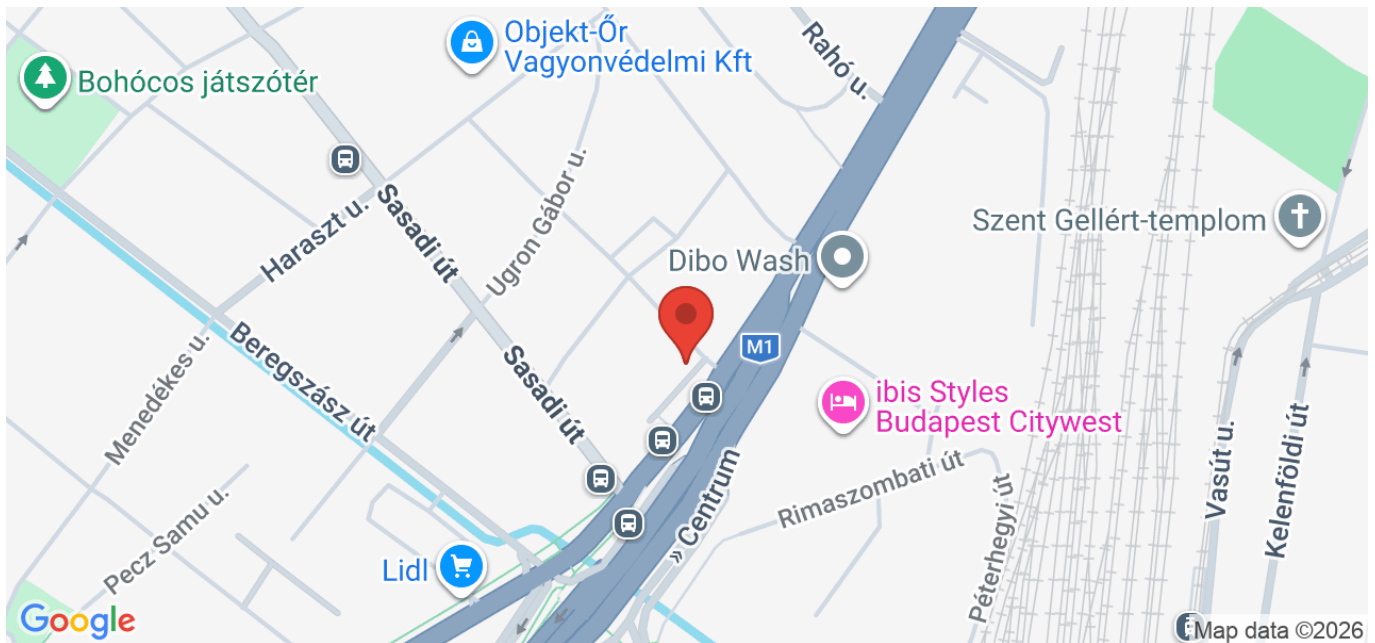 Objekt-Őr
Vagyonvédelmi Kft
Rahó u.
Bohócos játszótér
Haraszt u.
Sasadi út
Ugron Gábor u.
Szent Gellért-templom
Dibo Wash
M1
Menedékes u.
Beregszász út
Sasadi út
ibis Styles
Budapest Citywest
Pecz Samu u.
» Centrum
Rimaszombati út
Péterhegyi út
Vasút u.
Kelenföldi út
Lidl
Google
Map data ©2026